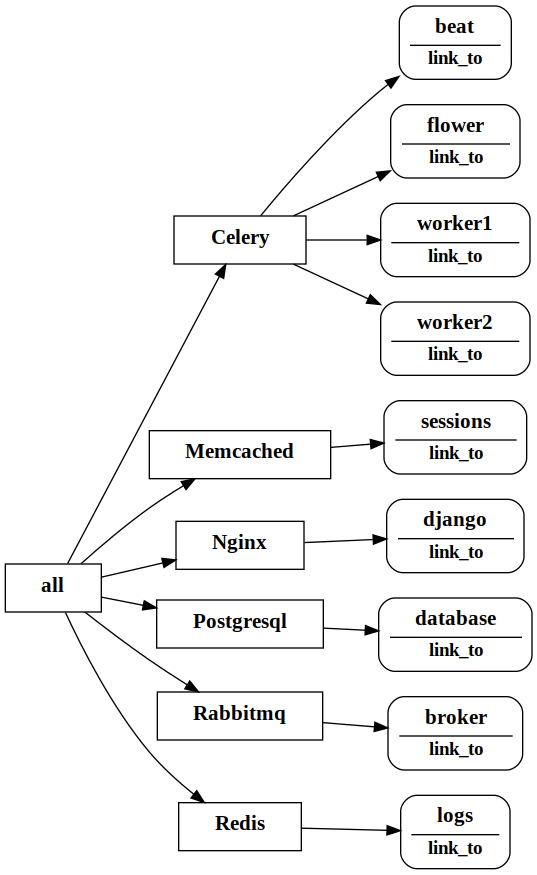 beat
link_to
flower
link_to
Celery
worker1
link_to
worker2
link_to
sessions
Memcached
link_to
django
Nginx
link_to
all
database
Postgresql
link_to
Rabbitmq
broker
link_to
Redis
logs
link_to